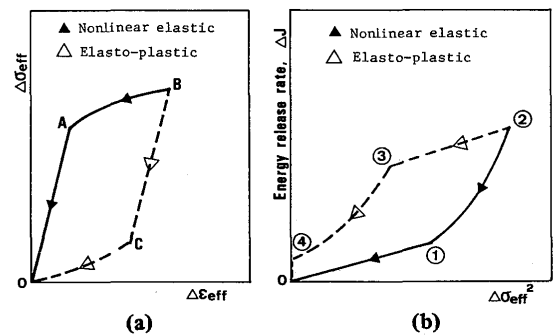 ▲ Nonlinear elastic
△ Elasto-plastic
Δσeff
A
B
C
O
Δεeff
(a)
▲ Nonlinear elastic
△ Elasto-plastic
Energy release rate, ΔJ
②
③
④
①
O
Δσeff²
(b)